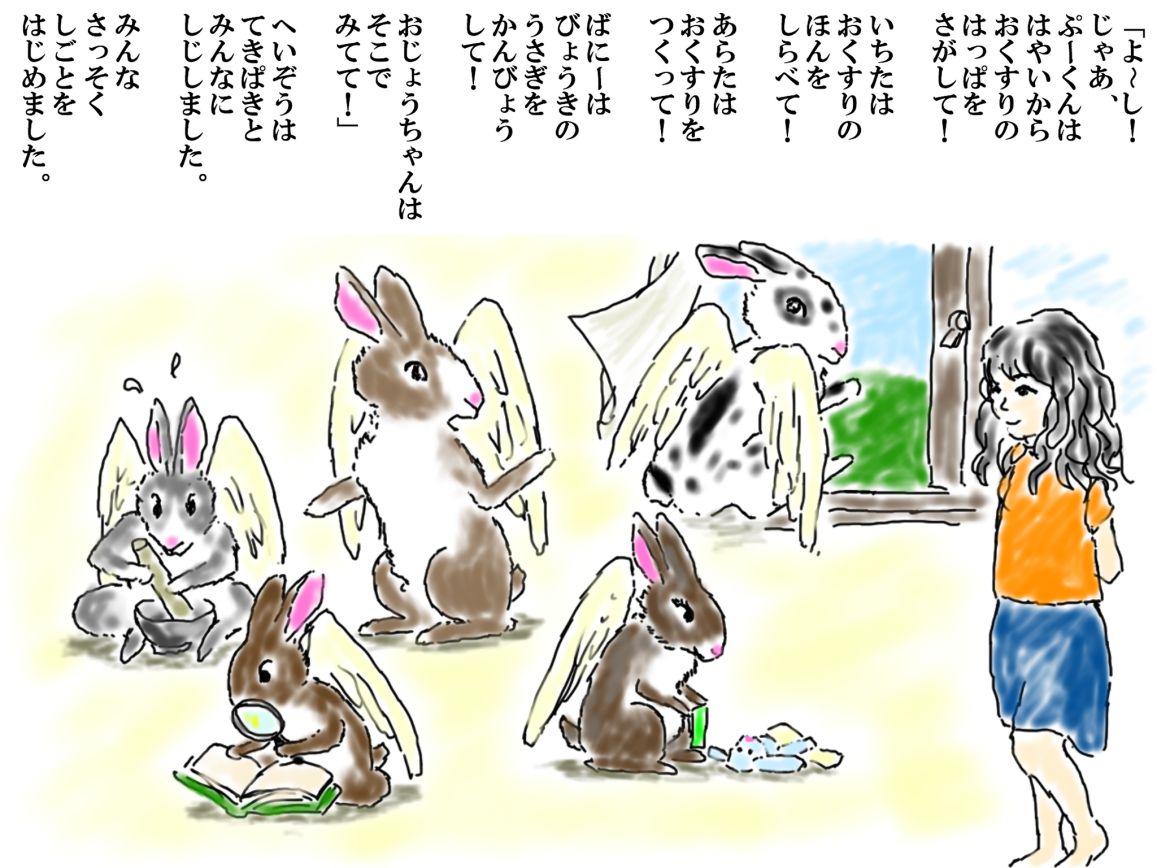 「よ～し！
じゃあ、
ぷーくんは
はやいから
おくすりの
はっぱを
さがして！
いちたは
おくすりの
ほんを
しらべて！
あらたは
おくすりを
つくって！
ばにーは
びょうきの
うさぎを
かんびょう
して！
おじょうちゃんは
そこで
みてて！」
へいぞうは
てきぱきと
みんなに
しじしました。
みんな
さっそく
しごとを
はじめました。